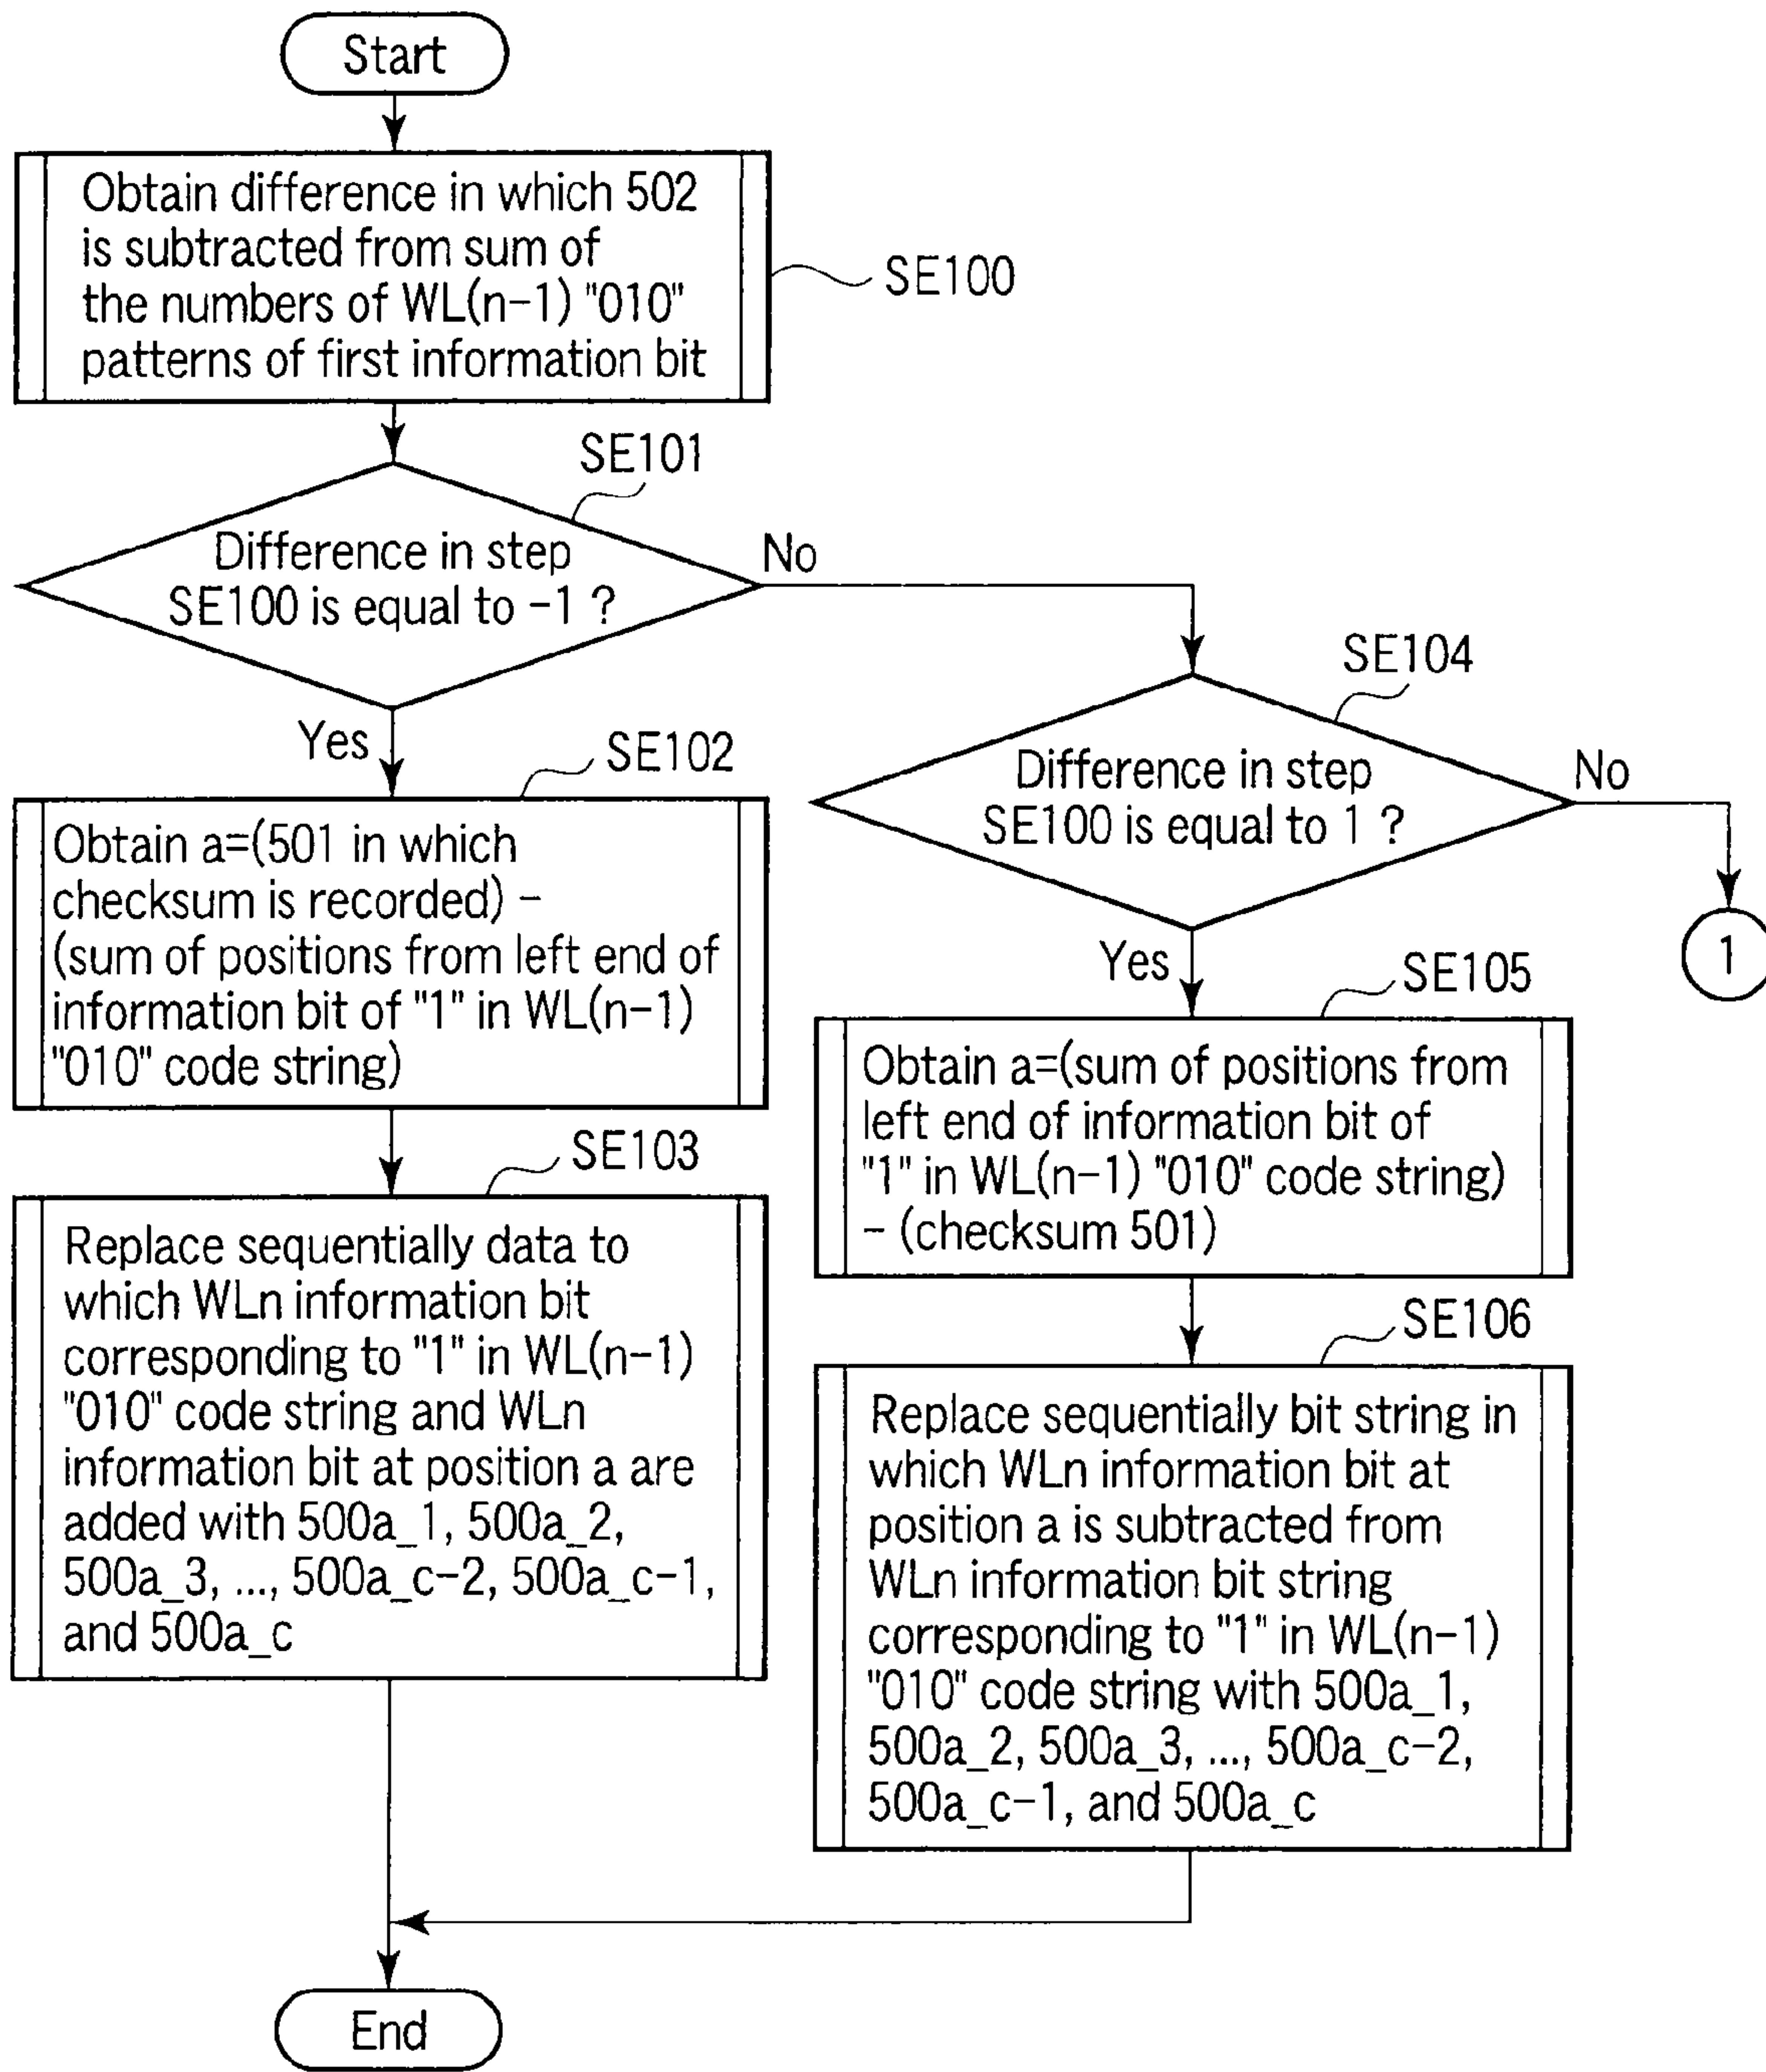 Start
Obtain difference in which 502
is subtracted from sum of
the numbers of WL(n-1) "010"
patterns of first information bit
SE100
SE101
Difference in step
SE100 is equal to -1 ?
No
Yes
SE104
Difference in step
SE100 is equal to 1 ?
No
Yes
1
SE102
Obtain a=(501 in which
checksum is recorded) -
(sum of positions from left end of
information bit of "1" in WL(n-1)
"010" code string)
SE103
Replace sequentially data to
which WLn information bit
corresponding to "1" in WL(n-1)
"010" code string and WLn
information bit at position a are
added with 500a_1, 500a_2,
500a_3, ..., 500a_c-2, 500a_c-1,
and 500a_c
SE105
Obtain a=(sum of positions from
left end of information bit of
"1" in WL(n-1) "010" code string)
- (checksum 501)
SE106
Replace sequentially bit string in
which WLn information bit at
position a is subtracted from
WLn information bit string
corresponding to "1" in WL(n-1)
"010" code string with 500a_1,
500a_2, 500a_3, ..., 500a_c-2,
500a_c-1, and 500a_c
End